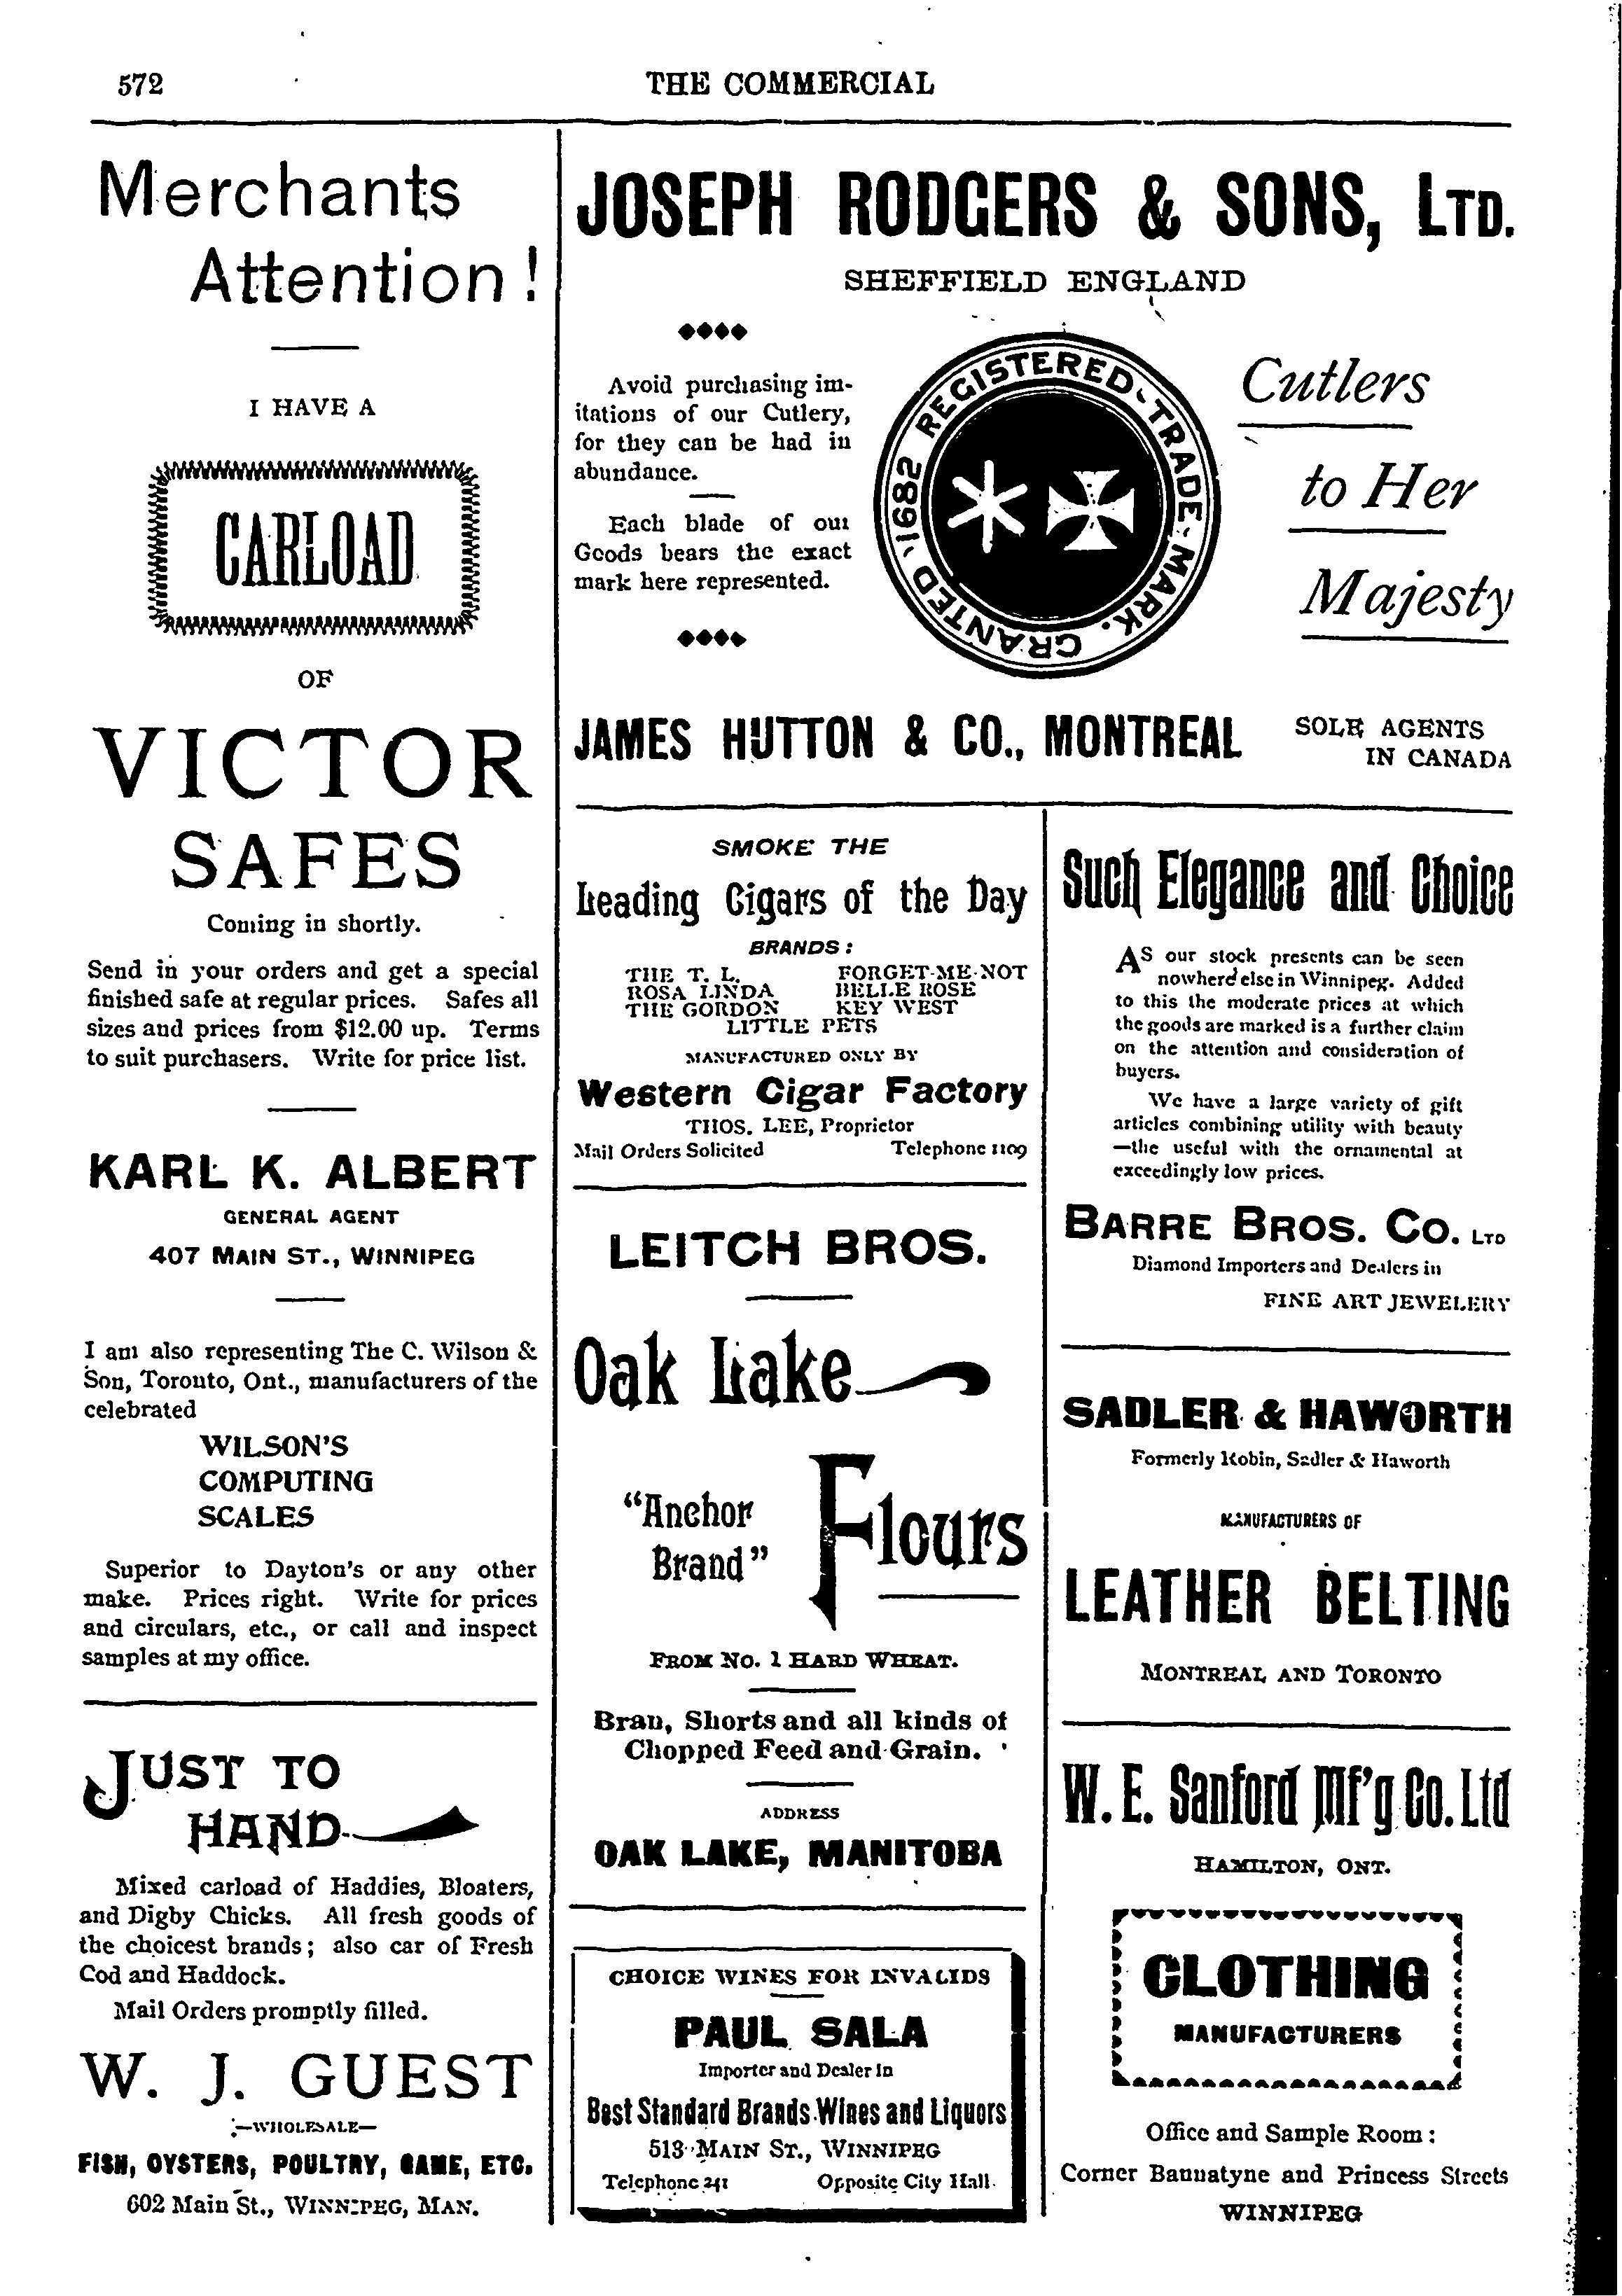 572
THE COMMERCIAL
Merchants
Attention!
I HAVE A
CARLOAD
OF
VICTOR
SAFES
Coming in shortly.
Send in your orders and get a special
finished safe at regular prices. Safes all
sizes and prices from $12.00 up. Terms
to suit purchasers. Write for price list.
KARL K. ALBERT
GENERAL AGENT
407 MAIN ST., WINNIPEG
I am also representing The C. Wilson &
Son, Toronto, Ont., manufacturers of the
celebrated
WILSON'S
COMPUTING
SCALES
Superior to Dayton's or any other
make. Prices right. Write for prices
and circulars, etc., or call and inspect
samples at my office.
JUST TO
HAND
Mixed carload of Haddies, Bloaters,
and Digby Chicks. All fresh goods of
the choicest brands; also car of Fresh
Cod and Haddock.
Mail Orders promptly filled.
W. J. GUEST
—WHOLESALE—
FISH, OYSTERS, POULTRY, GAME, ETC.
602 Main St., WINNIPEG, MAN.
JOSEPH RODGERS & SONS, LTD.
SHEFFIELD ENGLAND
Avoid purchasing im-
itations of our Cutlery,
for they can be had in
abundance.
Each blade of our
Goods bears the exact
mark here represented.
REGISTERED TRADE MARK. GRANTED 1682
Cutlers
to Her
Majesty
JAMES HUTTON & CO., MONTREAL
SOLE AGENTS
IN CANADA
SMOKE THE
Leading Cigars of the Day
BRANDS:
THE T. L. FORGET-ME-NOT
ROSA LINDA BELLE ROSE
THE GORDON KEY WEST
LITTLE PETS
MANUFACTURED ONLY BY
Western Cigar Factory
THOS. LEE, Proprietor
Mail Orders Solicited Telephone 1109
LEITCH BROS.
Oak Lake
"Anchor
Brand"
Flours
FROM NO. 1 HARD WHEAT.
Bran, Shorts and all kinds of
Chopped Feed and Grain.
ADDRESS
OAK LAKE, MANITOBA
CHOICE WINES FOR INVALIDS
PAUL SALA
Importer and Dealer in
Best Standard Brands Wines and Liquors
513 MAIN ST., WINNIPEG
Telephone 241 Opposite City Hall.
Such Elegance and Choice
AS our stock presents can be seen
nowhere else in Winnipeg. Added
to this the moderate prices at which
the goods are marked is a further claim
on the attention and consideration of
buyers.
We have a large variety of gift
articles combining utility with beauty
—the useful with the ornamental at
exceedingly low prices.
BARRE BROS. CO. LTD
Diamond Importers and Dealers in
FINE ART JEWELERY
SADLER & HAWORTH
Formerly Robin, Sadler & Haworth
MANUFACTURERS OF
LEATHER BELTING
MONTREAL AND TORONTO
W. E. Sanford Mf'g Co. Ltd
HAMILTON, ONT.
CLOTHING
MANUFACTURERS
Office and Sample Room:
Corner Bannatyne and Princess Streets
WINNIPEG